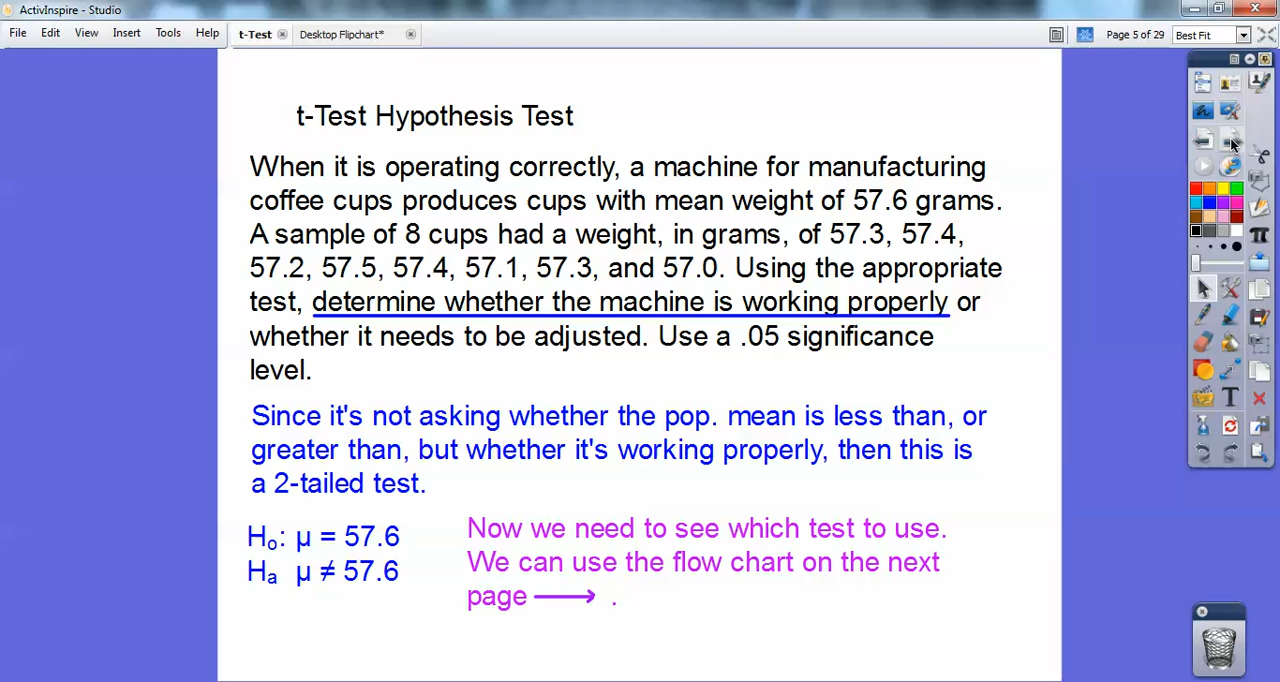 ActivInspire - Studio
File Edit View Insert Tools Help t-Test Desktop Flipchart* Page 5 of 29 Best Fit
t-Test Hypothesis Test
When it is operating correctly, a machine for manufacturing
coffee cups produces cups with mean weight of 57.6 grams.
A sample of 8 cups had a weight, in grams, of 57.3, 57.4,
57.2, 57.5, 57.4, 57.1, 57.3, and 57.0. Using the appropriate
test, determine whether the machine is working properly or
whether it needs to be adjusted. Use a .05 significance
level.
Since it's not asking whether the pop. mean is less than, or
greater than, but whether it's working properly, then this is
a 2-tailed test.
Hₒ: μ = 57.6
Hₐ μ ≠ 57.6
Now we need to see which test to use.
We can use the flow chart on the next
page ⟶ .